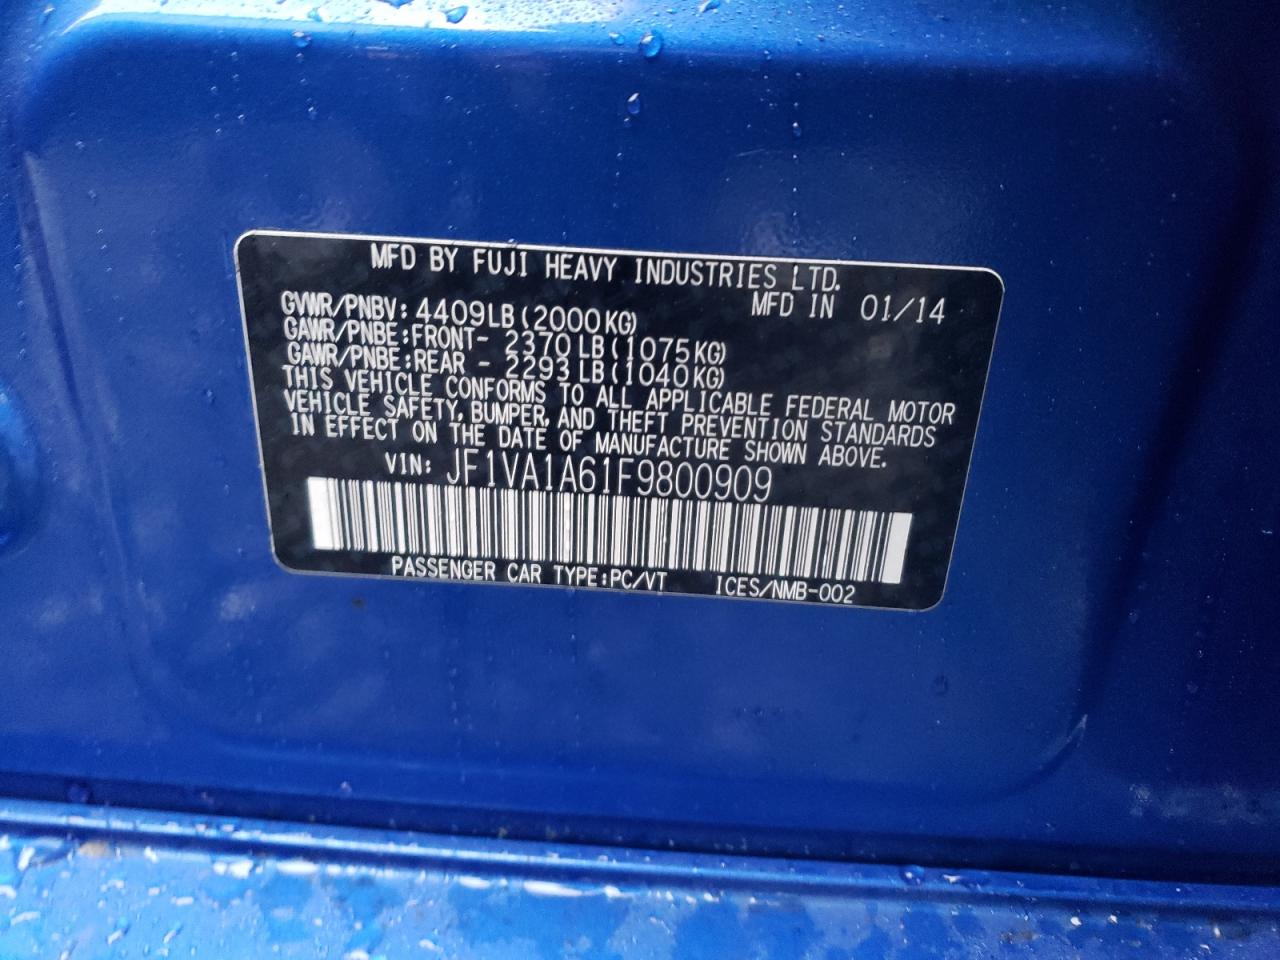 MFD BY FUJI HEAVY INDUSTRIES LTD.
MFD IN 01/14
GVWR/PNBV: 4409LB(2000KG)
GAWR/PNBE:FRONT- 2370LB(1075KG)
GAWR/PNBE:REAR - 2293LB(1040KG)
THIS VEHICLE CONFORMS TO ALL APPLICABLE FEDERAL MOTOR
VEHICLE SAFETY, BUMPER, AND THEFT PREVENTION STANDARDS
IN EFFECT ON THE DATE OF MANUFACTURE SHOWN ABOVE.
VIN: JF1VA1A61F9800909
PASSENGER CAR TYPE:PC/VT ICES/NMB-002